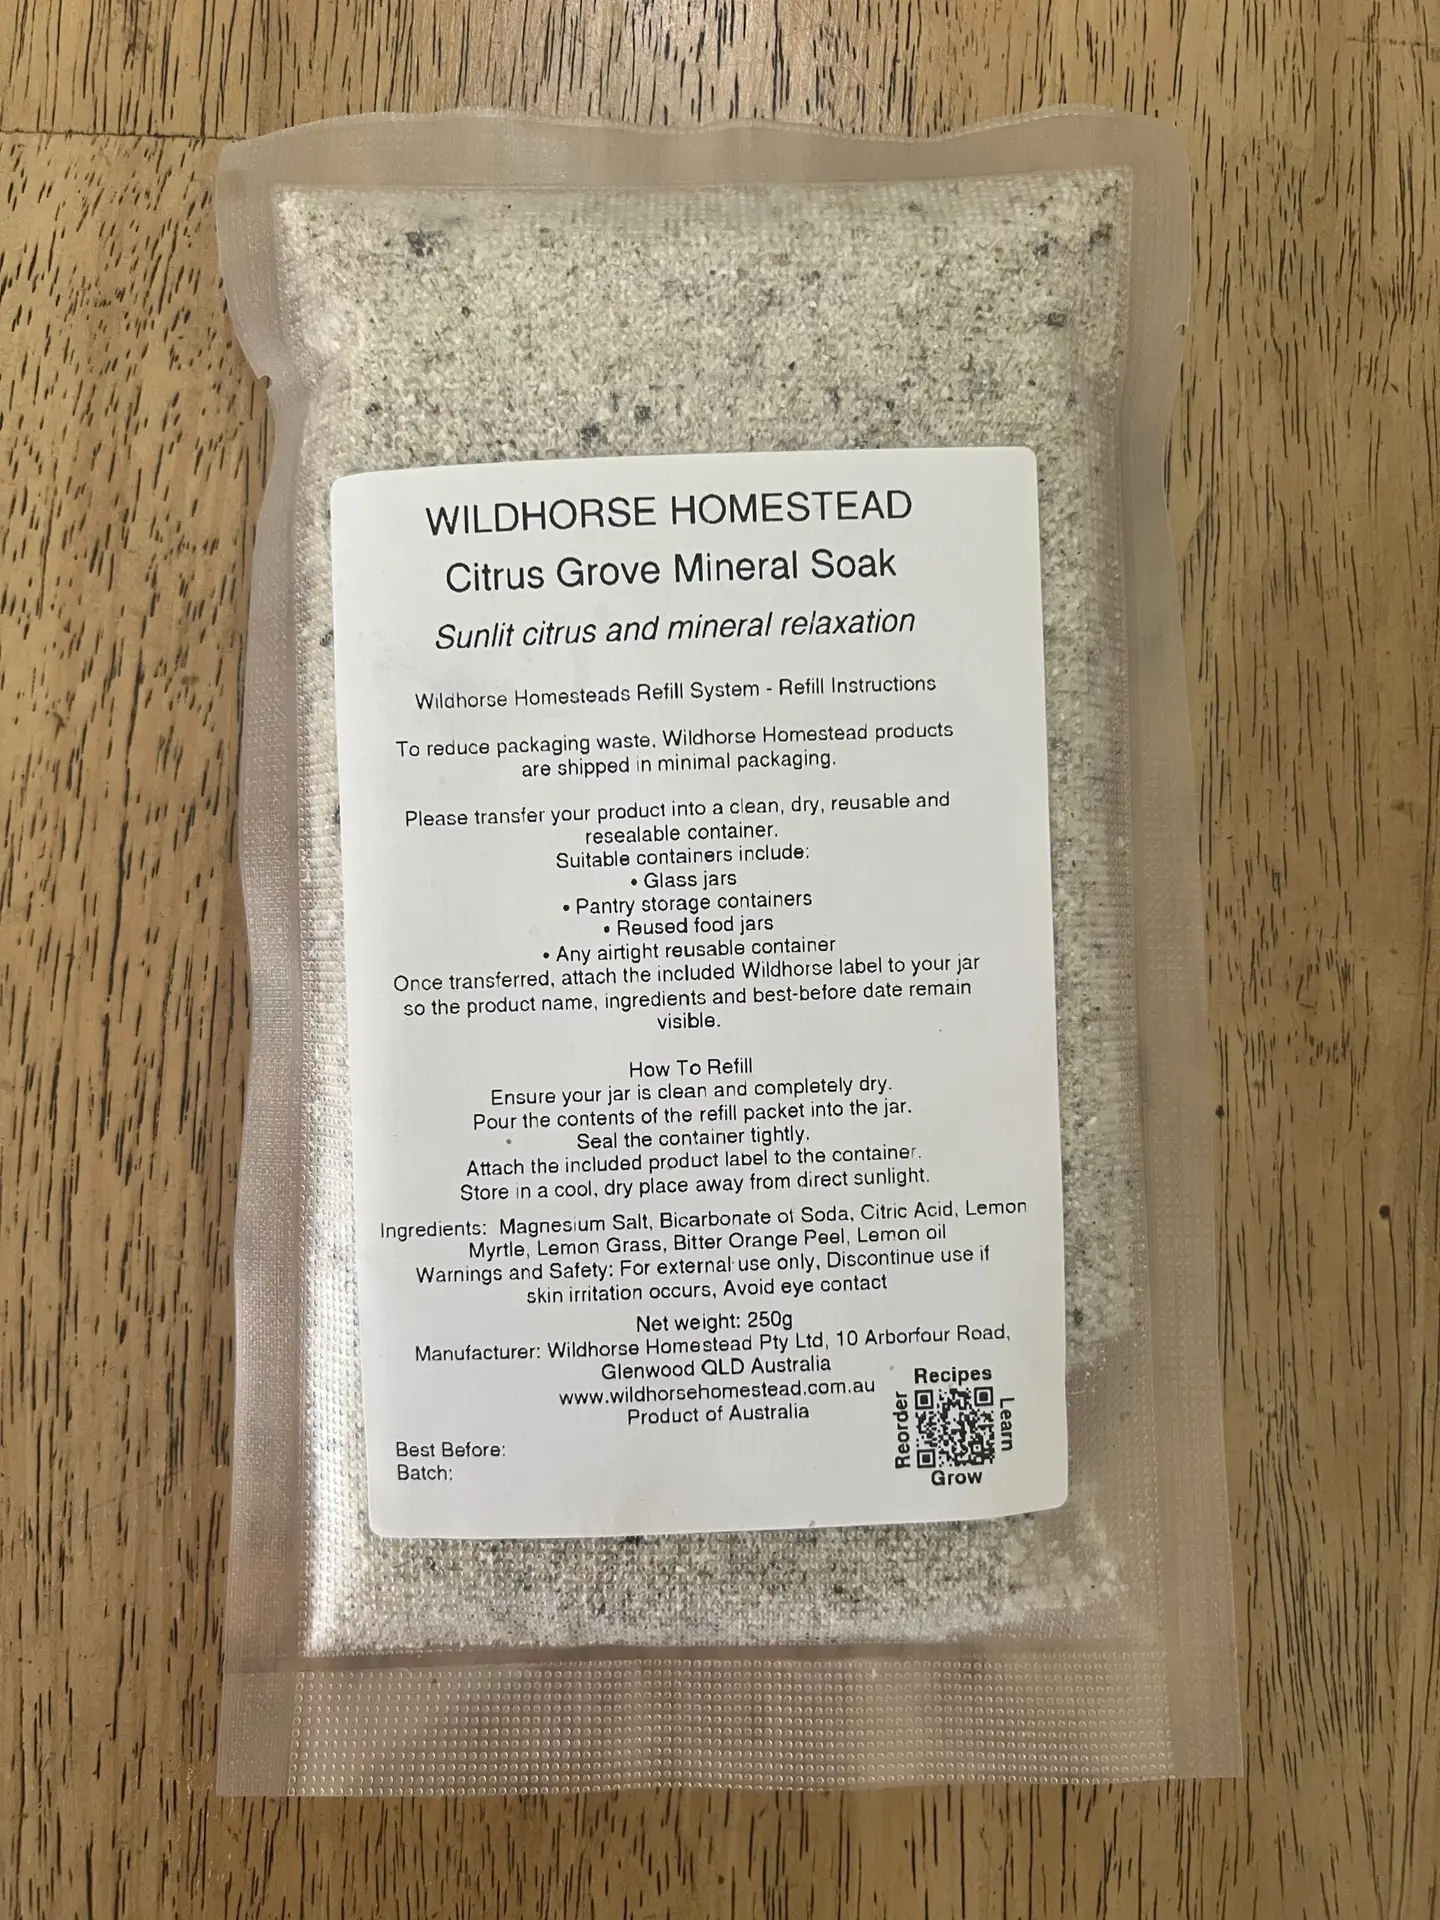 WILDHORSE HOMESTEAD
Citrus Grove Mineral Soak
Sunlit citrus and mineral relaxation
Wildhorse Homesteads Refill System - Refill Instructions
To reduce packaging waste, Wildhorse Homestead products
are shipped in minimal packaging.
Please transfer your product into a clean, dry, reusable and
resealable container.
Suitable containers include:
• Glass jars
• Pantry storage containers
• Reused food jars
• Any airtight reusable container
Once transferred, attach the included Wildhorse label to your jar
so the product name, ingredients and best-before date remain
visible.
How To Refill
Ensure your jar is clean and completely dry.
Pour the contents of the refill packet into the jar.
Seal the container tightly.
Attach the included product label to the container.
Store in a cool, dry place away from direct sunlight.
Ingredients: Magnesium Salt, Bicarbonate of Soda, Citric Acid, Lemon
Myrtle, Lemon Grass, Bitter Orange Peel, Lemon oil
Warnings and Safety: For external use only, Discontinue use if
skin irritation occurs, Avoid eye contact
Net weight: 250g
Manufacturer: Wildhorse Homestead Pty Ltd, 10 Arborfour Road,
Glenwood QLD Australia
www.wildhorsehomestead.com.au
Product of Australia
Best Before:
Batch:
Recipes
Reorder
Learn
Grow